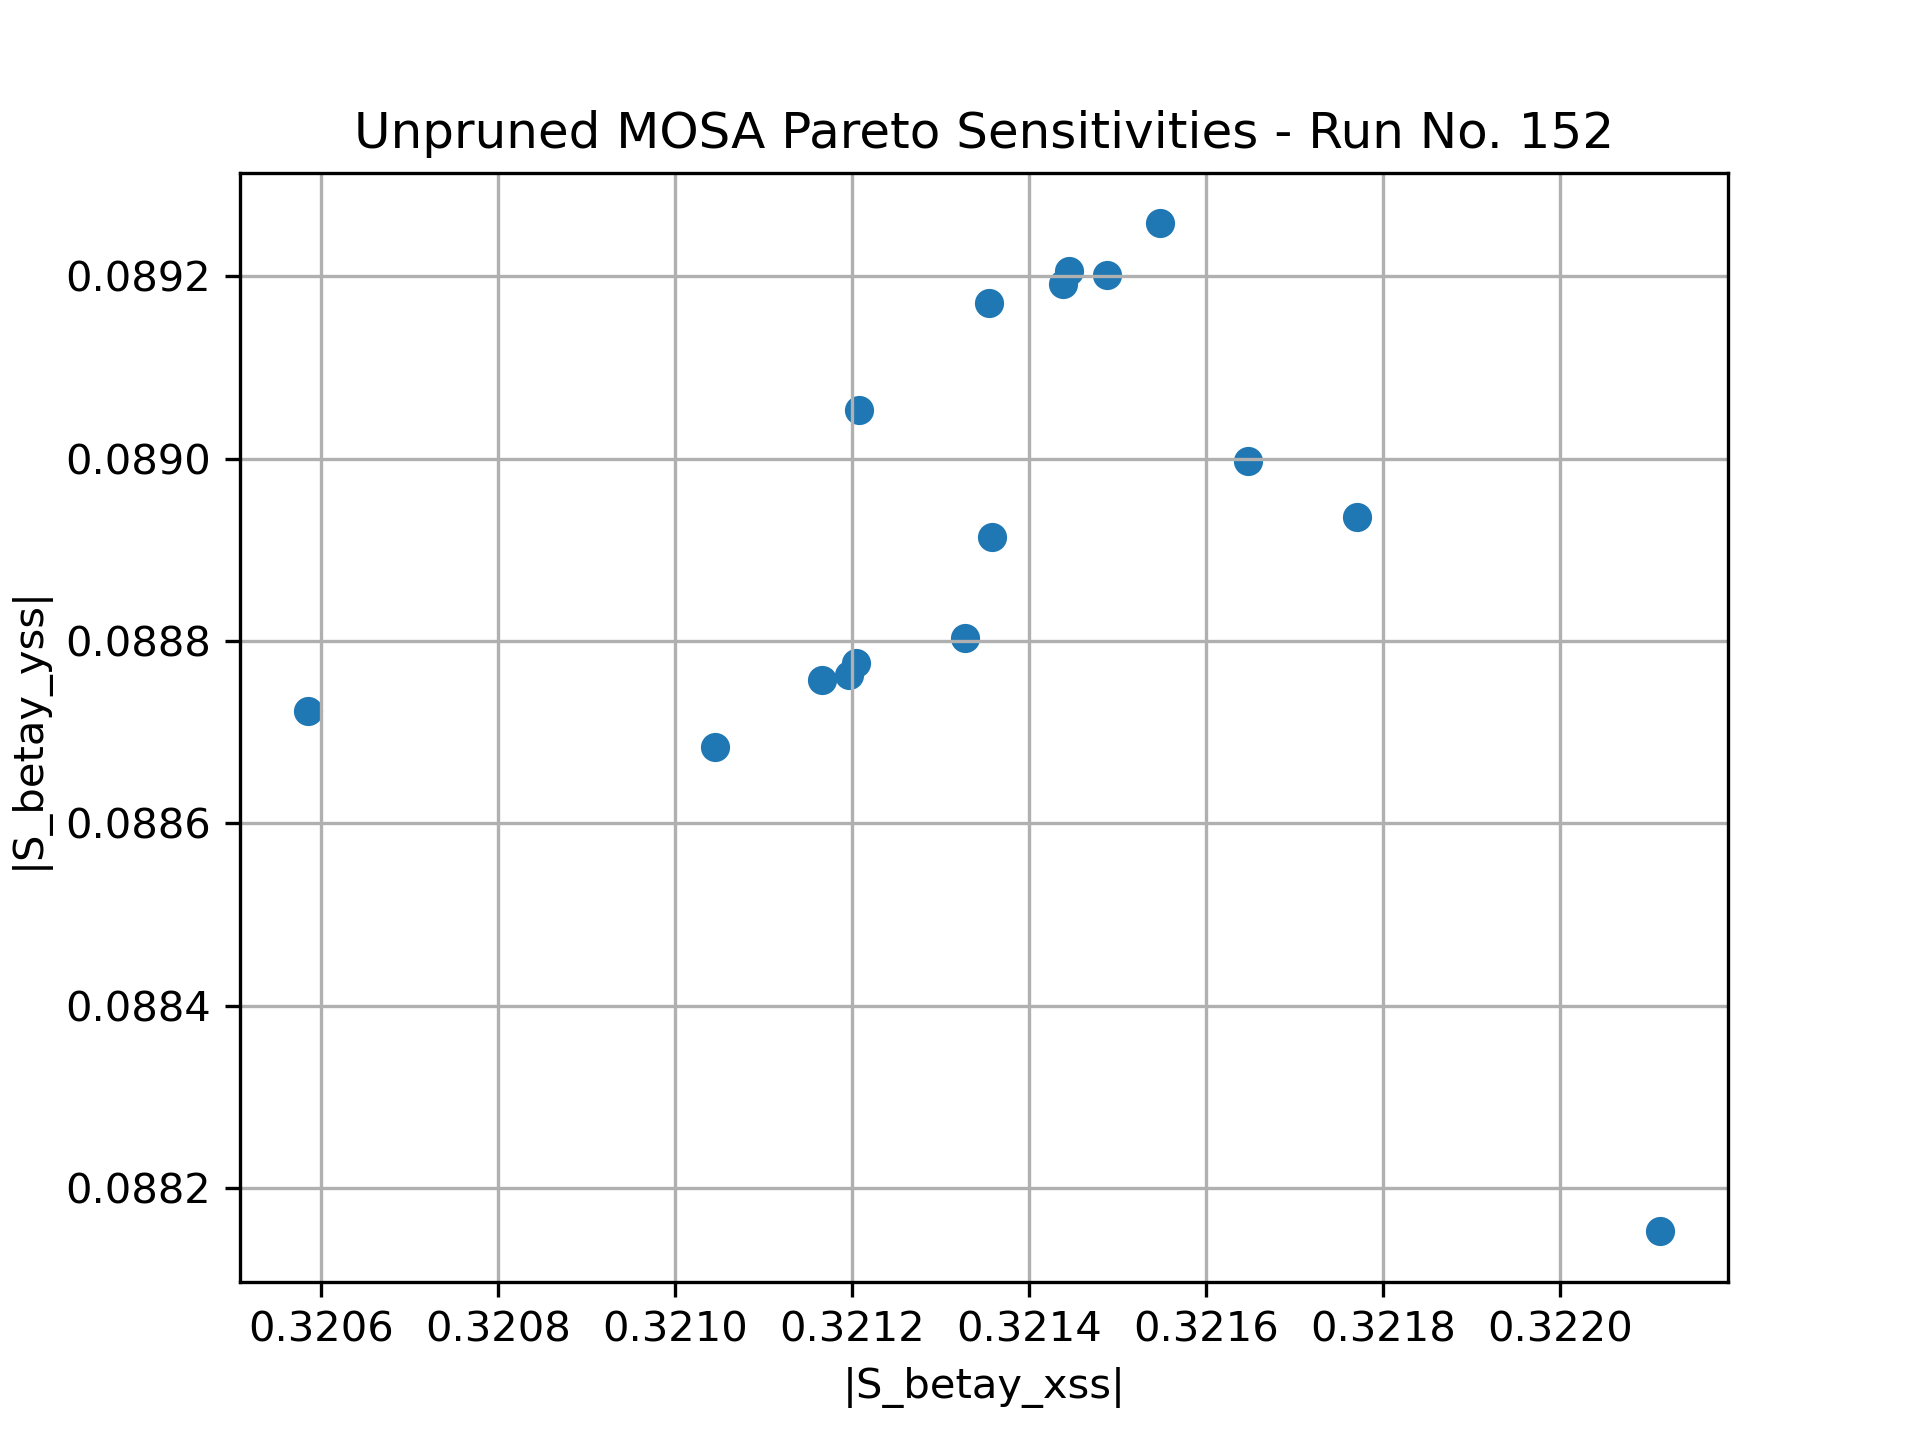 Unpruned MOSA Pareto Sensitivities - Run No. 152
|S_betay_yss|
0.0892
0.0890
0.0888
0.0886
0.0884
0.0882
0.3206 0.3208 0.3210 0.3212 0.3214 0.3216 0.3218 0.3220
|S_betay_xss|